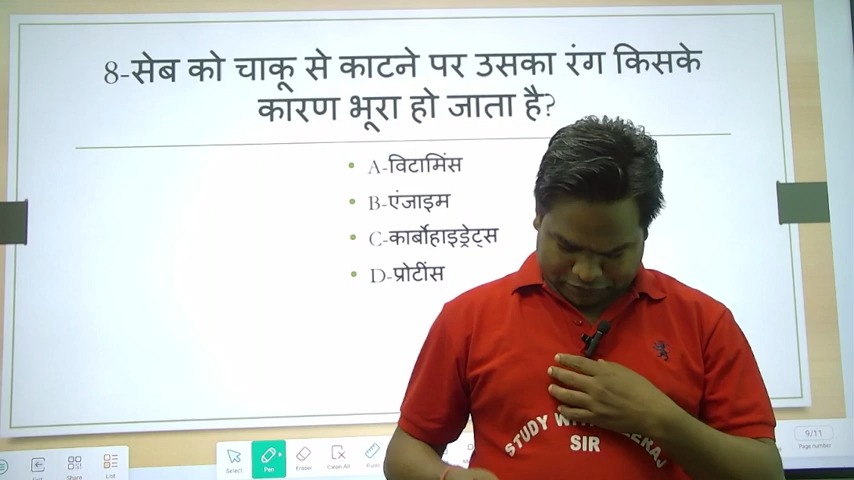 8-सेब को चाकू से काटने पर उसका रंग किसके
कारण भूरा हो जाता है?
A-विटामिंस
B-एंजाइम
C-कार्बोहाइड्रेट्स
D-प्रोटींस
STUDY
SIR
9/11
Page number
Share
List
Select
Pen
Eraser
Clean All